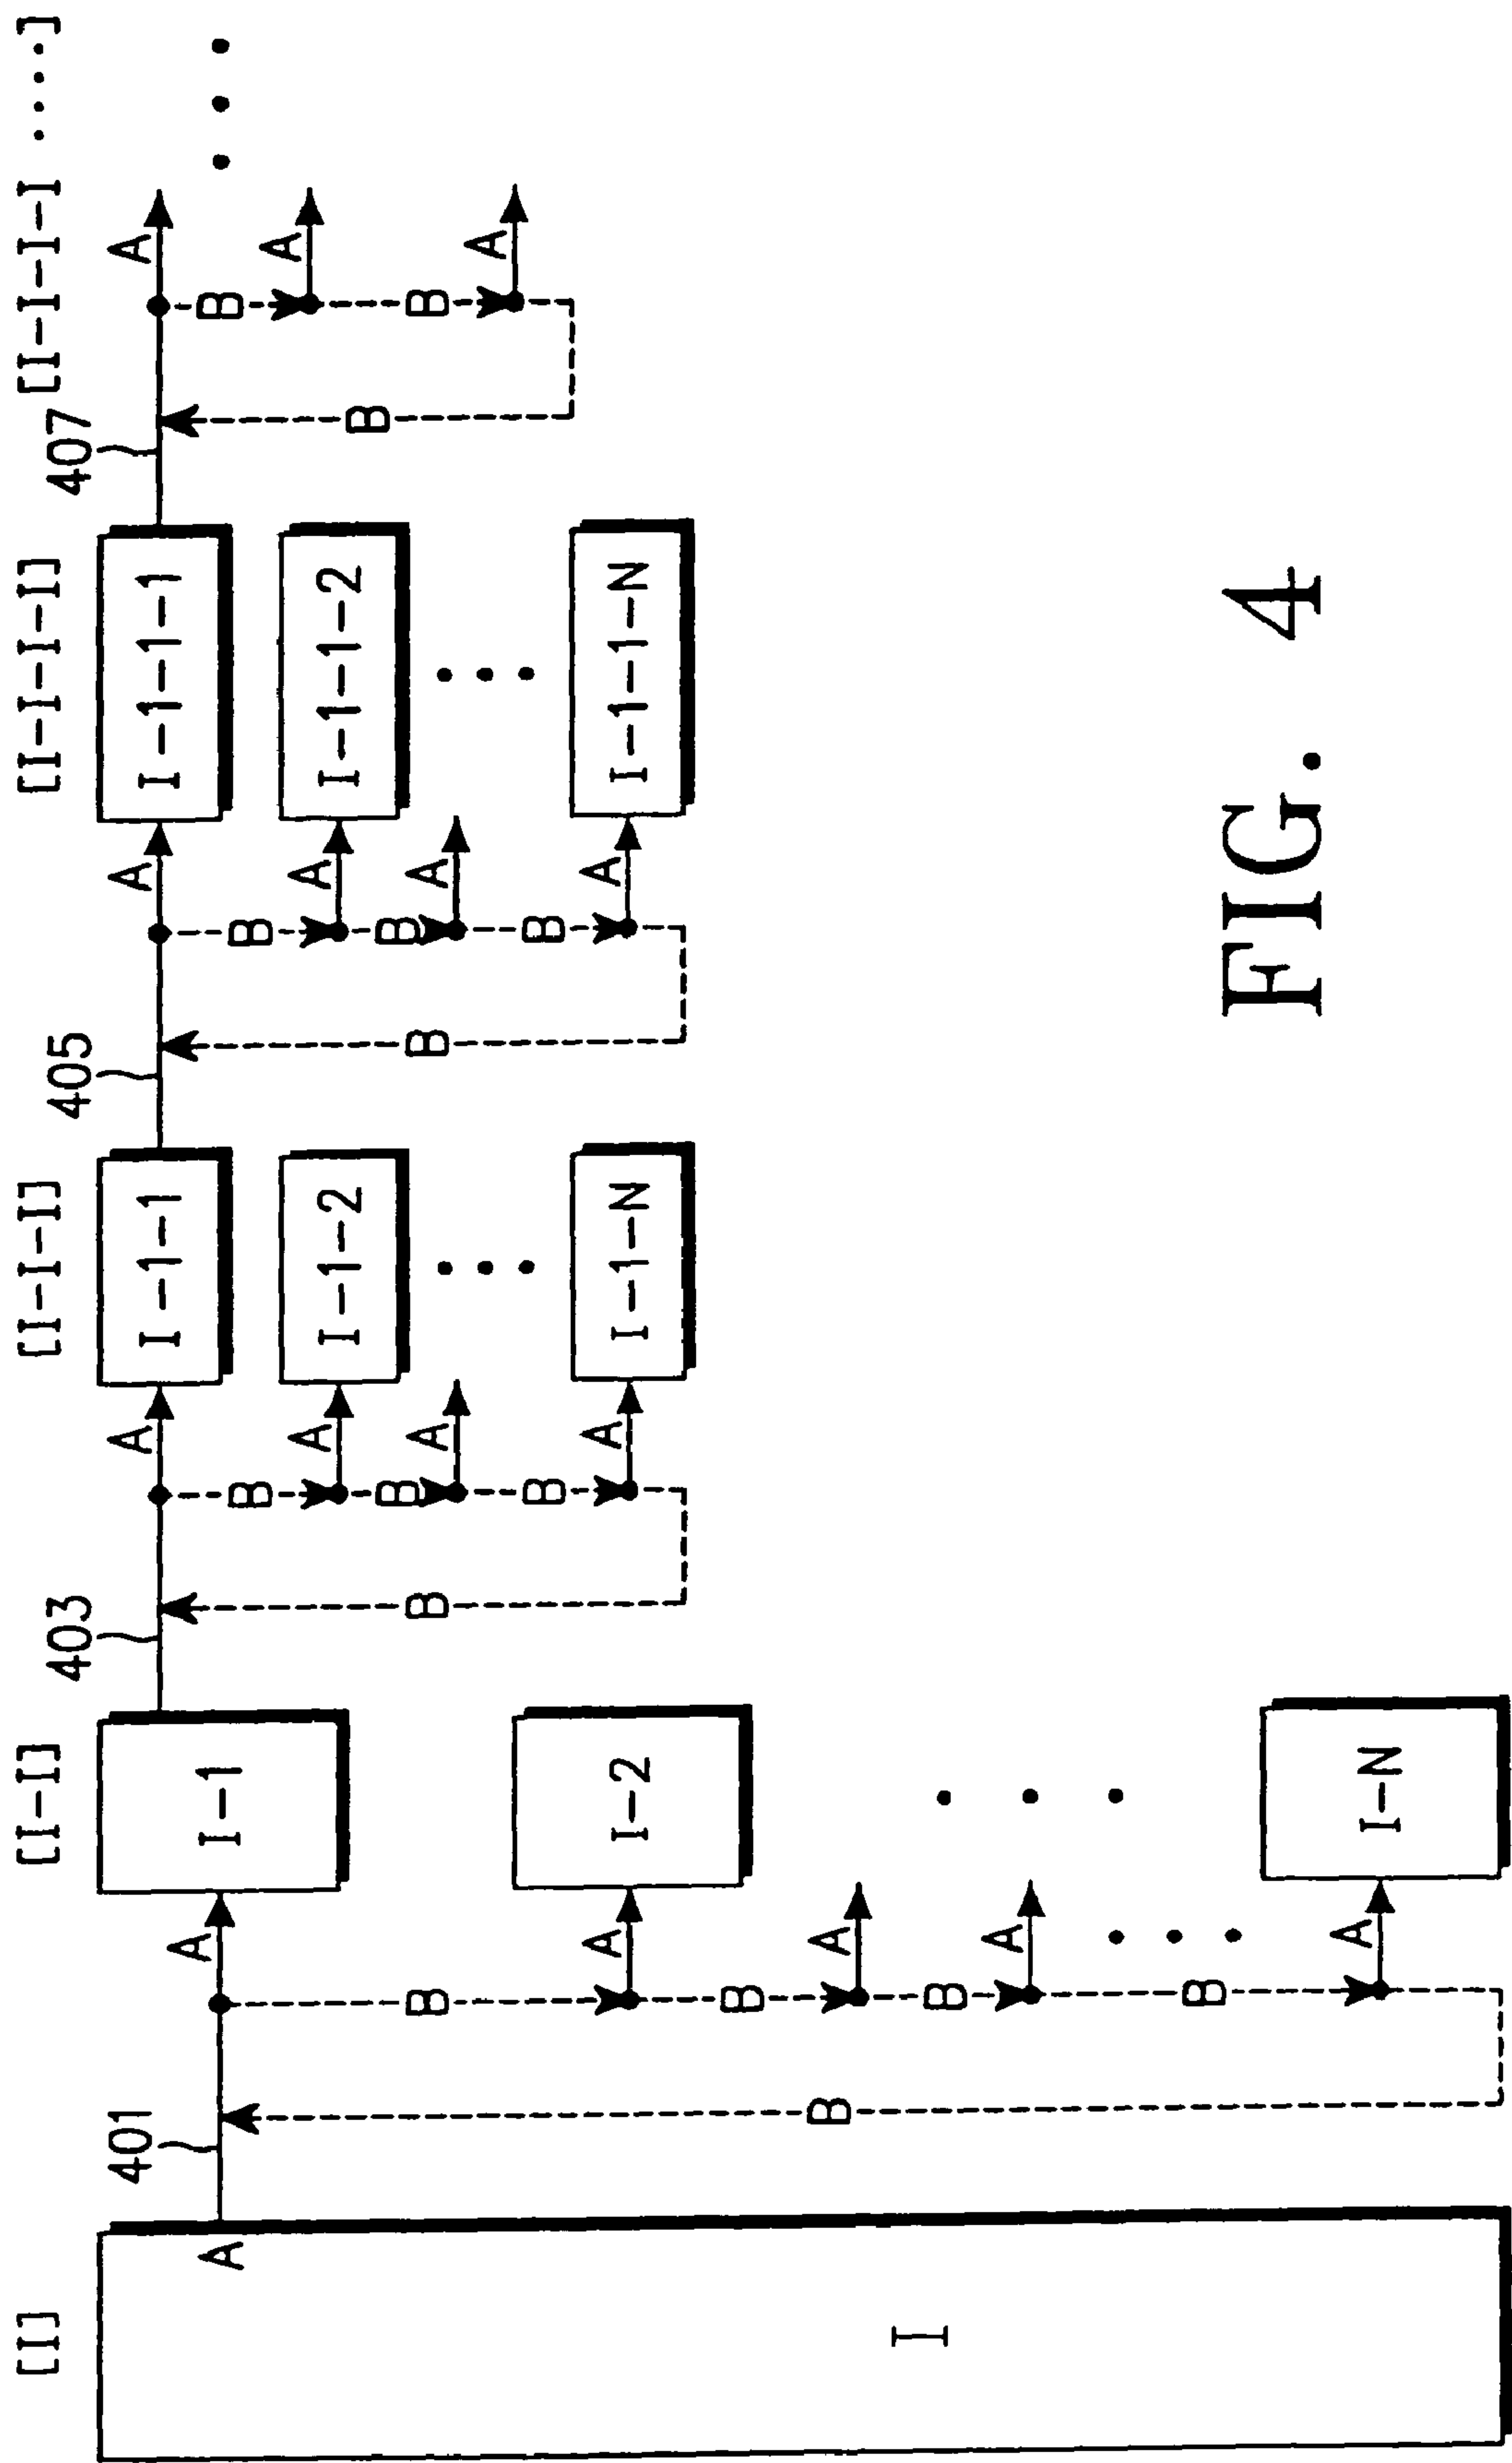 [I] [I-I] [I-I-I] [I-I-I-I] [I-I-I-I-I ....]
403 405 407
401 A A A
I-1-1 I-1-1-1
A
A I-1 B
B B
A
A A
I-1-2 I-1-1-2
B
B B
B B A B A B
A
B B
A A A
I-2 I-1-N I-1-1-N
B
B A
I
B
A
B
A
I-N
FIG. 4